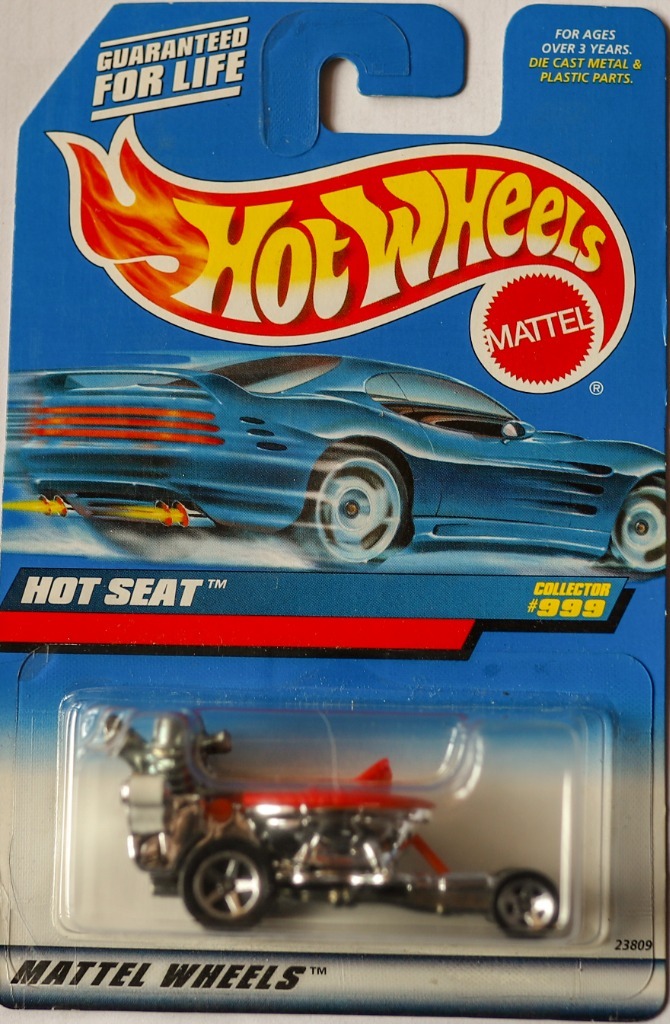 GUARANTEED
FOR LIFE
FOR AGES
OVER 3 YEARS.
DIE CAST METAL &
PLASTIC PARTS.
HOT WHEELS
MATTEL
®
HOT SEAT™
COLLECTOR
#999
23809
MATTEL WHEELS™